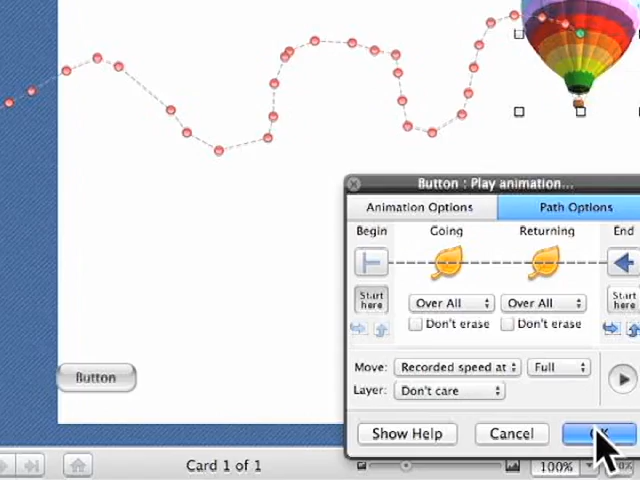 Button : Play animation...
Animation Options Path Options
Begin Going Returning End
Start here Start here
Over All Over All
Don't erase Don't erase
Move: Recorded speed at Full
Layer: Don't care
Button
Show Help Cancel
Card 1 of 1
100%